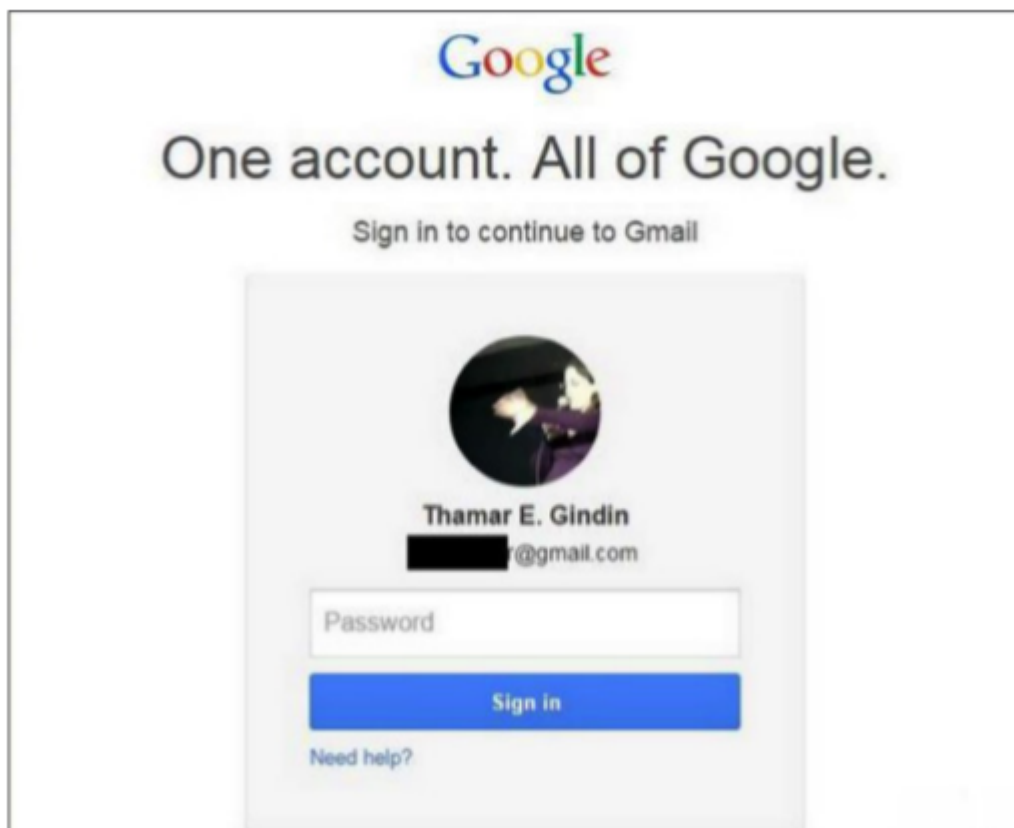 Google
One account. All of Google.
Sign in to continue to Gmail
Thamar E. Gindin
r@gmail.com
Password
Sign in
Need help?